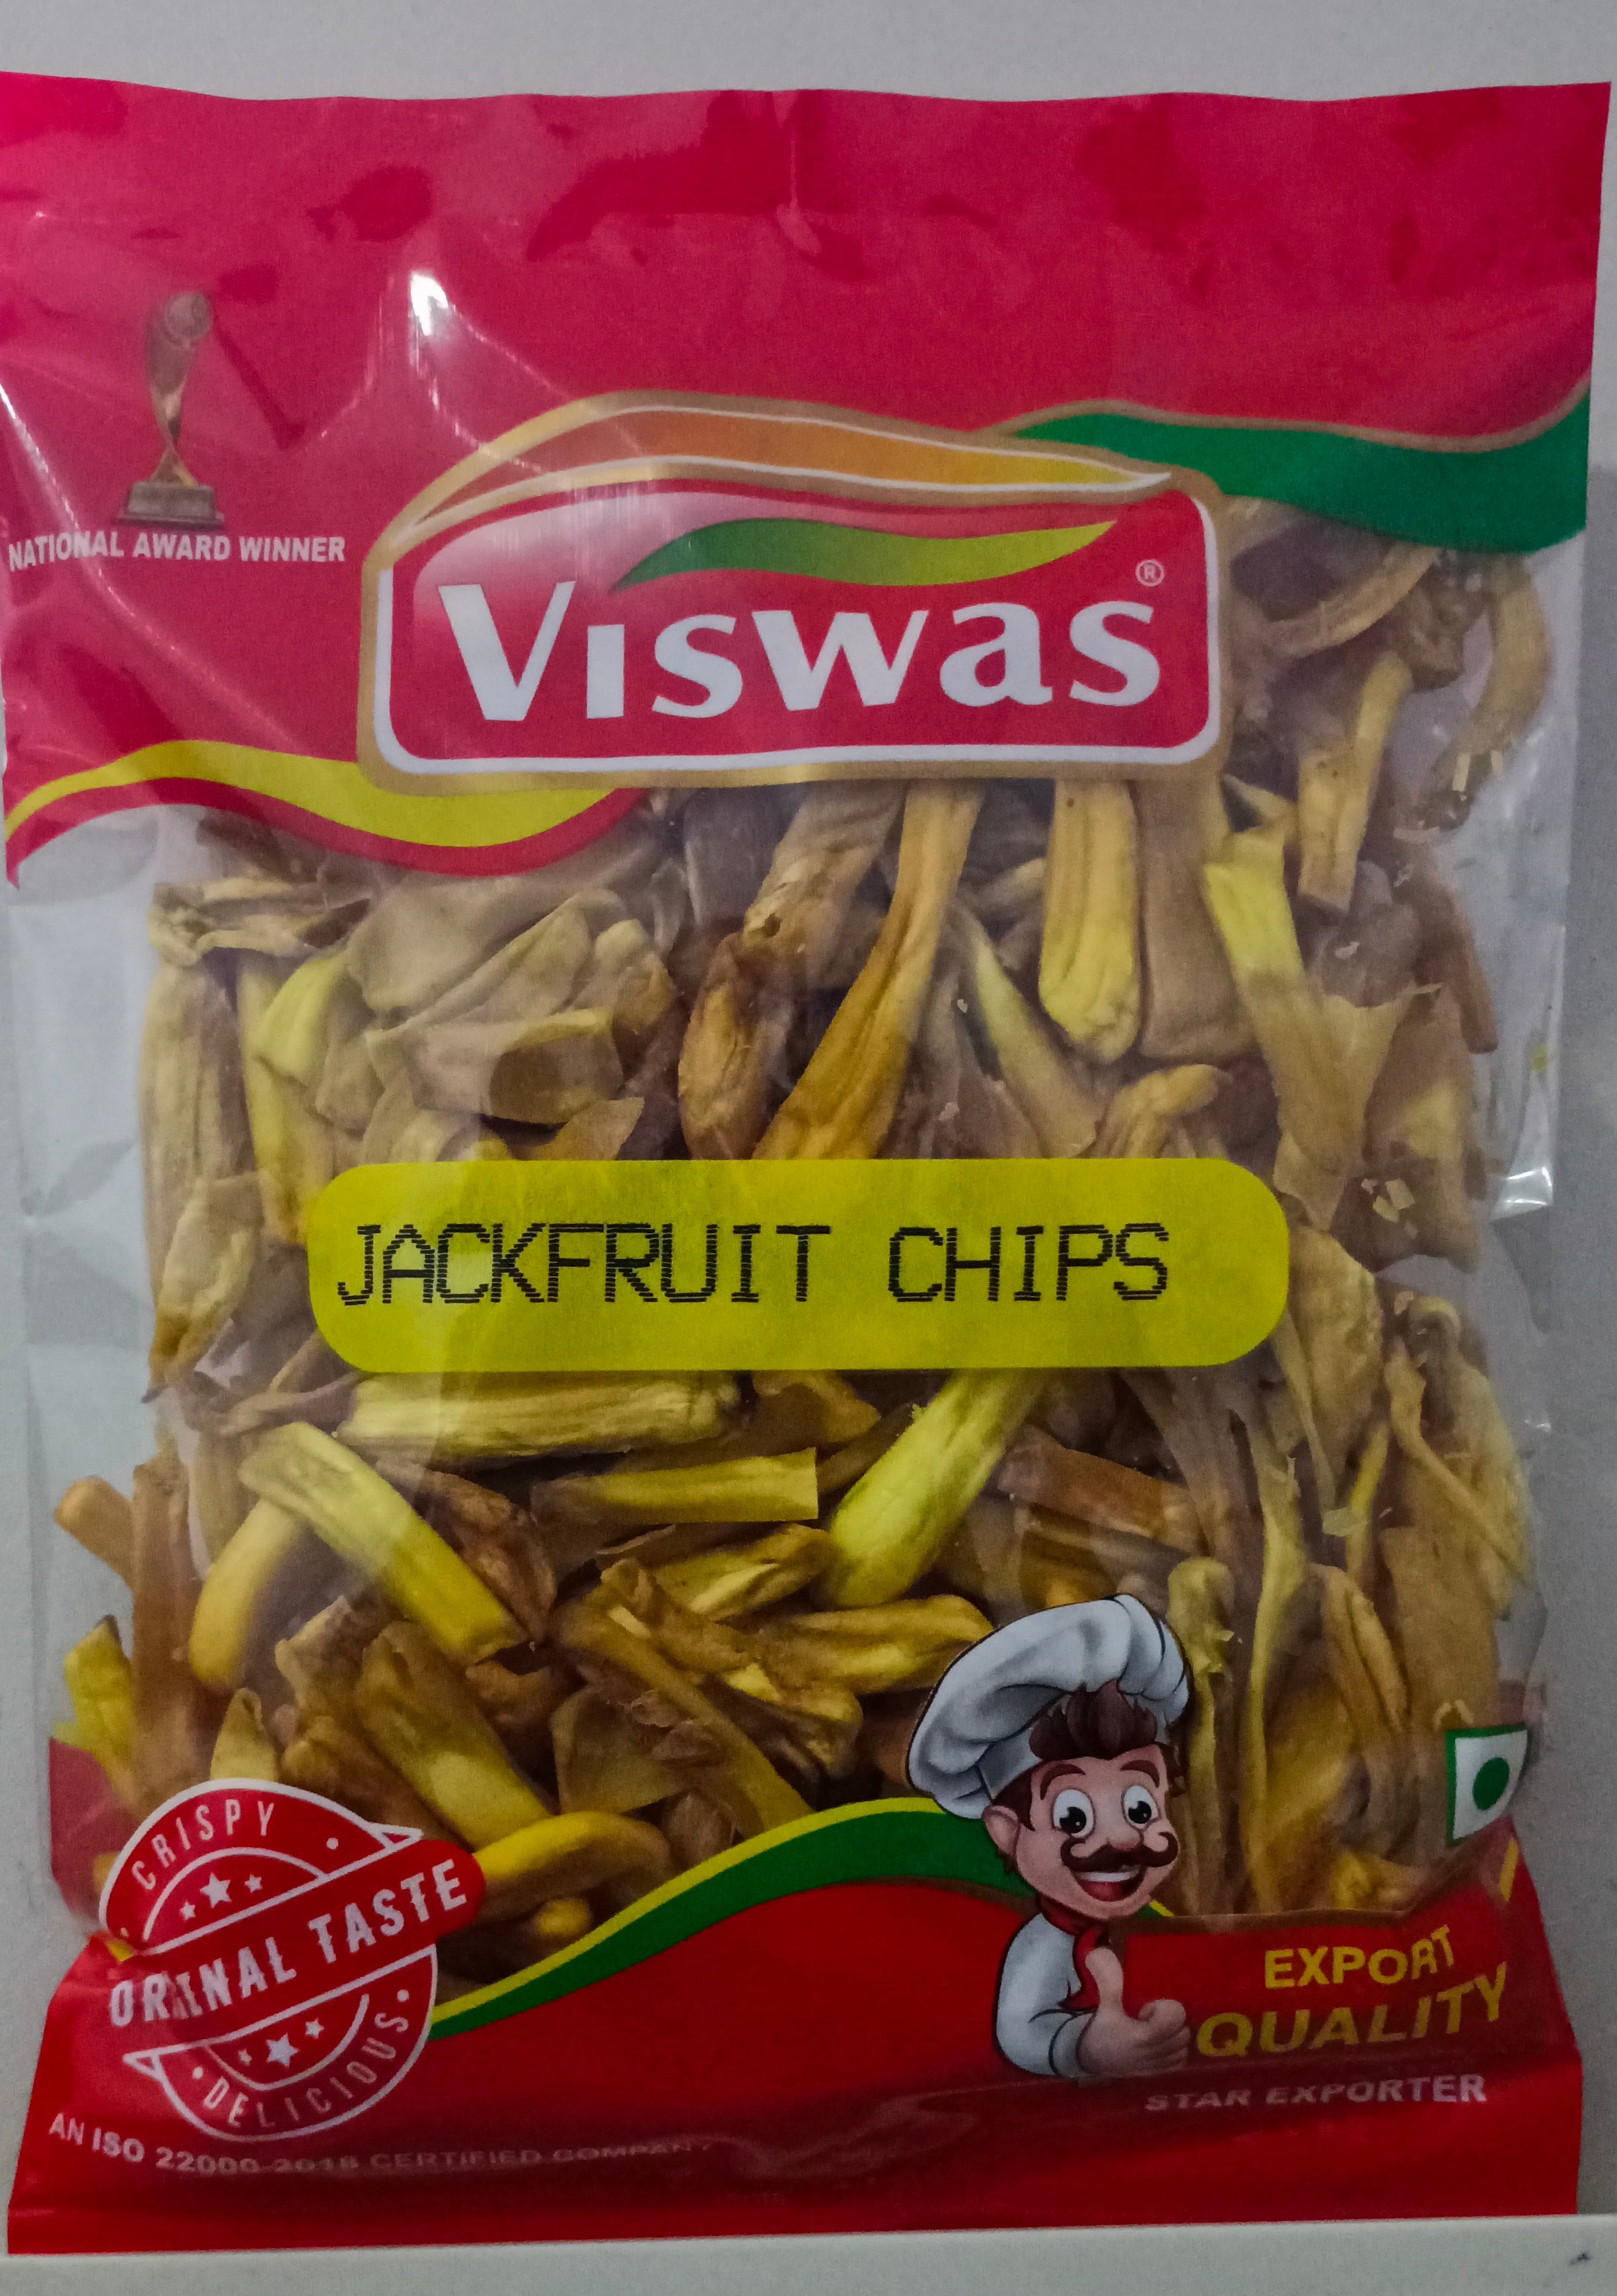 NATIONAL AWARD WINNER
VISWAS®
JACKFRUIT CHIPS
CRISPY
ORINAL TASTE
DELICIOUS
EXPORT
QUALITY
STAR EXPORTER
AN ISO 22000-2018 CERTIFIED COMPANY